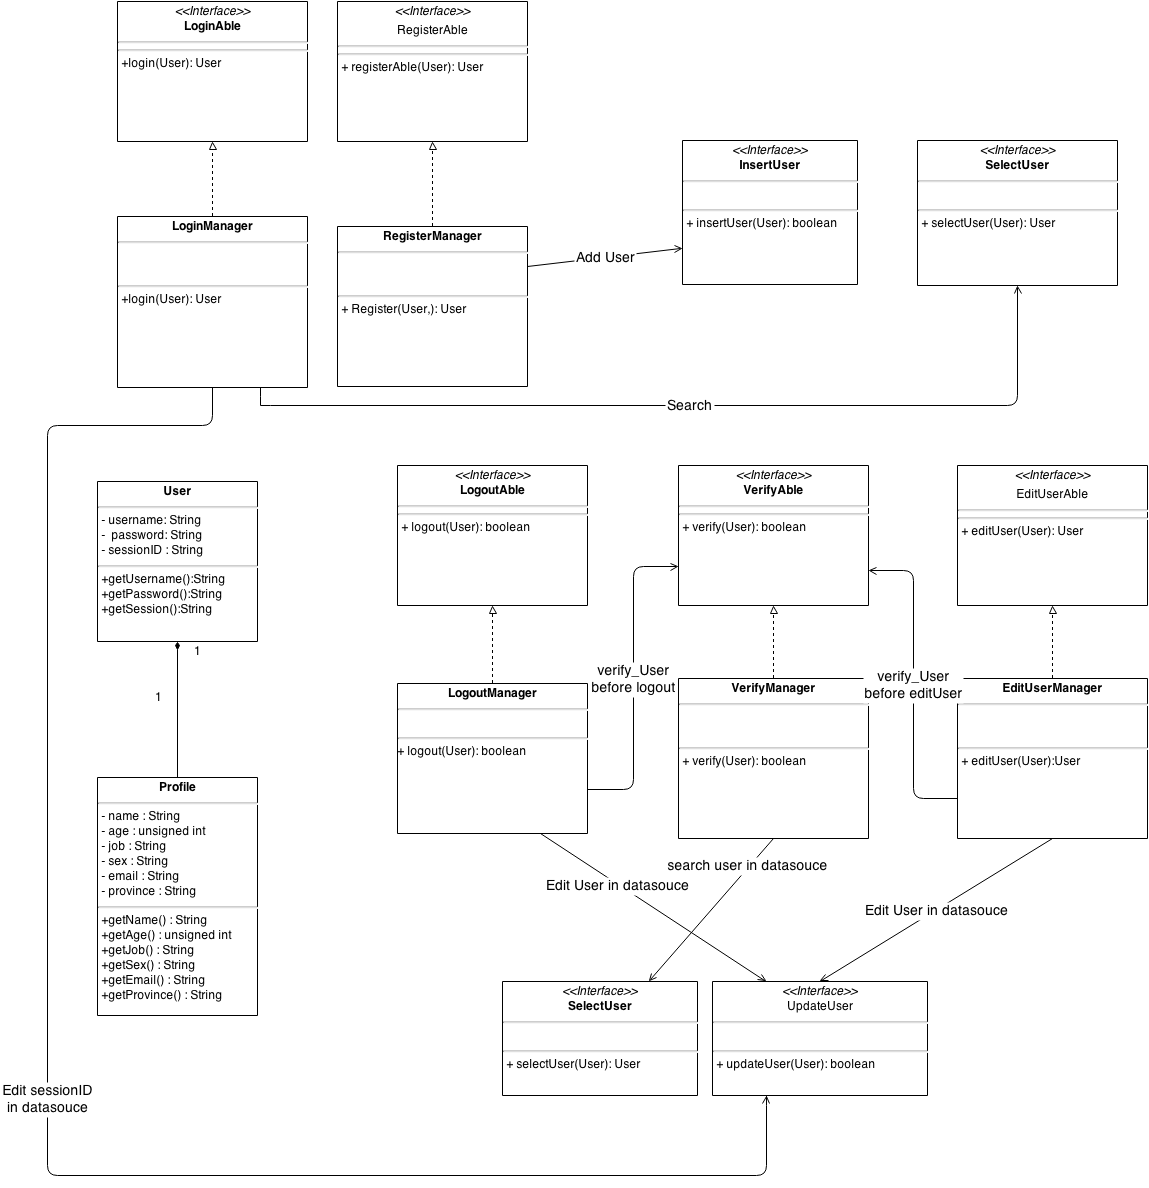 <<Interface>>
LoginAble
+login(User): User
<<Interface>>
RegisterAble
+ registerAble(User): User
<<Interface>>
InsertUser
+ insertUser(User): boolean
<<Interface>>
SelectUser
+ selectUser(User): User
LoginManager
+login(User): User
RegisterManager
+ Register(User,): User
Add User
Search
User
- username: String
-  password: String
- sessionID : String
+getUsername():String
+getPassword():String
+getSession():String
1
1
Profile
- name : String
- age : unsigned int
- job : String
- sex : String
- email : String
- province : String
+getName() : String
+getAge() : unsigned int
+getJob() : String
+getSex() : String
+getEmail() : String
+getProvince() : String
<<Interface>>
LogoutAble
+ logout(User): boolean
<<Interface>>
VerifyAble
+ verify(User): boolean
<<Interface>>
EditUserAble
+ editUser(User): User
verify_User
before logout
verify_User
before editUser
LogoutManager
+ logout(User): boolean
VerifyManager
+ verify(User): boolean
EditUserManager
+ editUser(User):User
search user in datasouce
Edit User in datasouce
Edit User in datasouce
<<Interface>>
SelectUser
+ selectUser(User): User
<<Interface>>
UpdateUser
+ updateUser(User): boolean
Edit sessionID
in datasouce